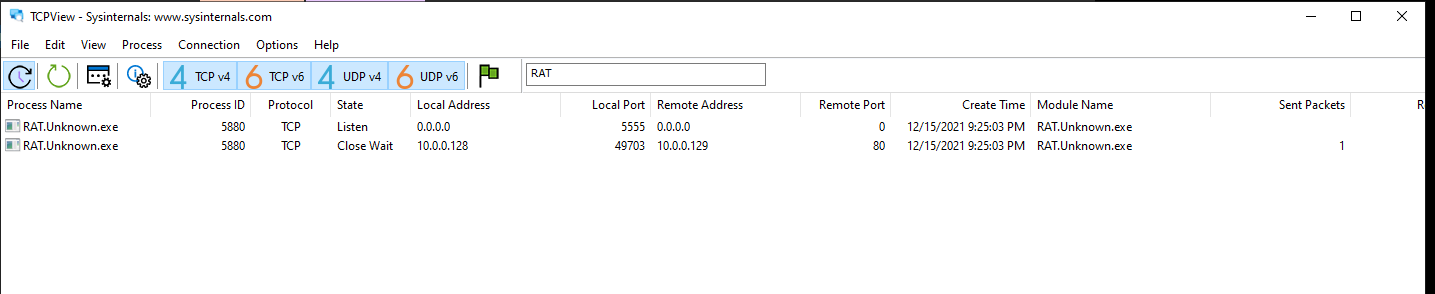 TCPView - Sysinternals: www.sysinternals.com
File Edit View Process Connection Options Help
4 TCP v4 6 TCP v6 4 UDP v4 6 UDP v6 RAT
Process Name Process ID Protocol State Local Address Local Port Remote Address Remote Port Create Time Module Name Sent Packets R
RAT.Unknown.exe 5880 TCP Listen 0.0.0.0 5555 0.0.0.0 0 12/15/2021 9:25:03 PM RAT.Unknown.exe
RAT.Unknown.exe 5880 TCP Close Wait 10.0.0.128 49703 10.0.0.129 80 12/15/2021 9:25:03 PM RAT.Unknown.exe 1